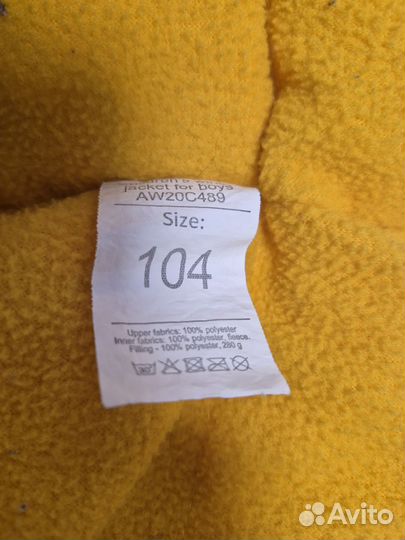 jacket for boys
AW20C489
Size:
104
Upper fabrics: 100% polyester
Inner fabrics: 100% polyester, fleece.
Filling - 100% polyester, 280 g
Avito